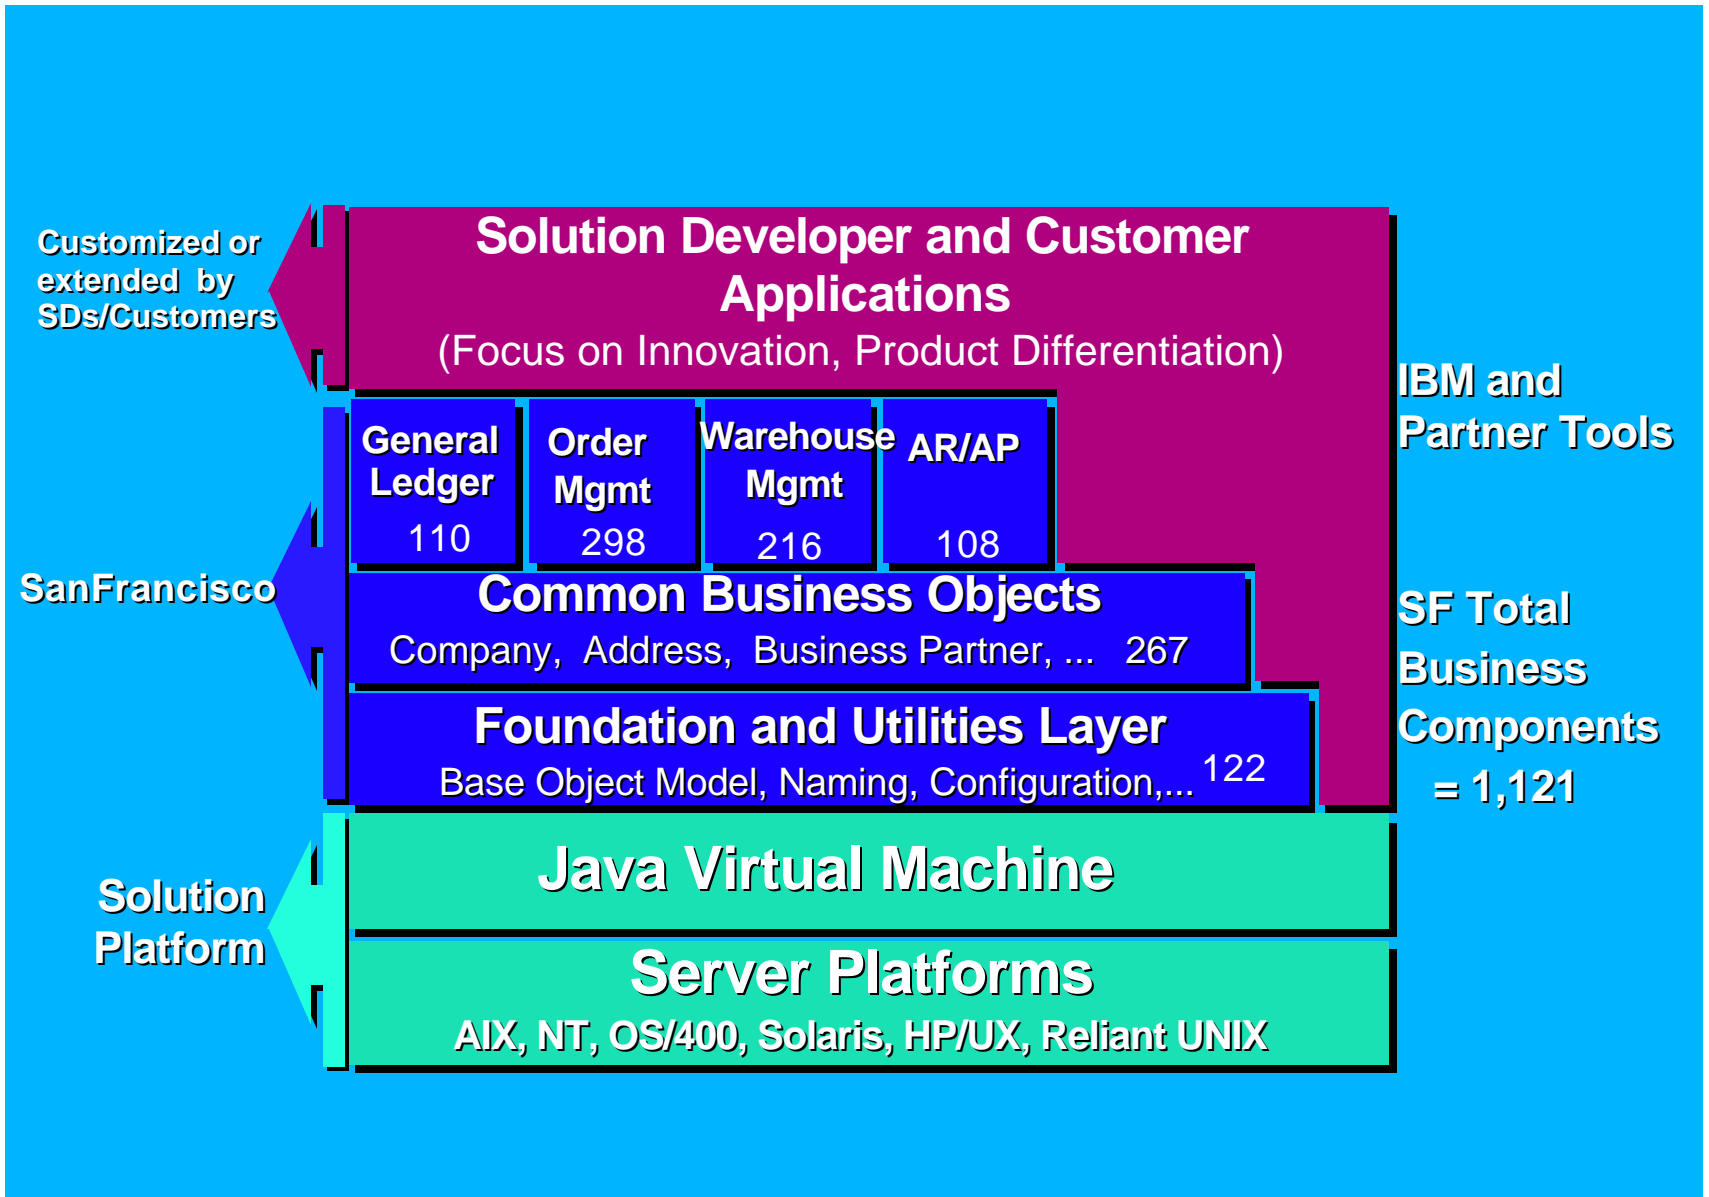 Customized or
extended by
SDs/Customers
Solution Developer and Customer
Applications
(Focus on Innovation, Product Differentiation)
IBM and
Partner Tools
General
Ledger
110
Order
Mgmt
298
Warehouse
Mgmt
216
AR/AP
108
SanFrancisco
Common Business Objects
Company, Address, Business Partner, ... 267
Foundation and Utilities Layer
Base Object Model, Naming, Configuration,... 122
SF Total
Business
Components
= 1,121
Solution
Platform
Java Virtual Machine
Server Platforms
AIX, NT, OS/400, Solaris, HP/UX, Reliant UNIX